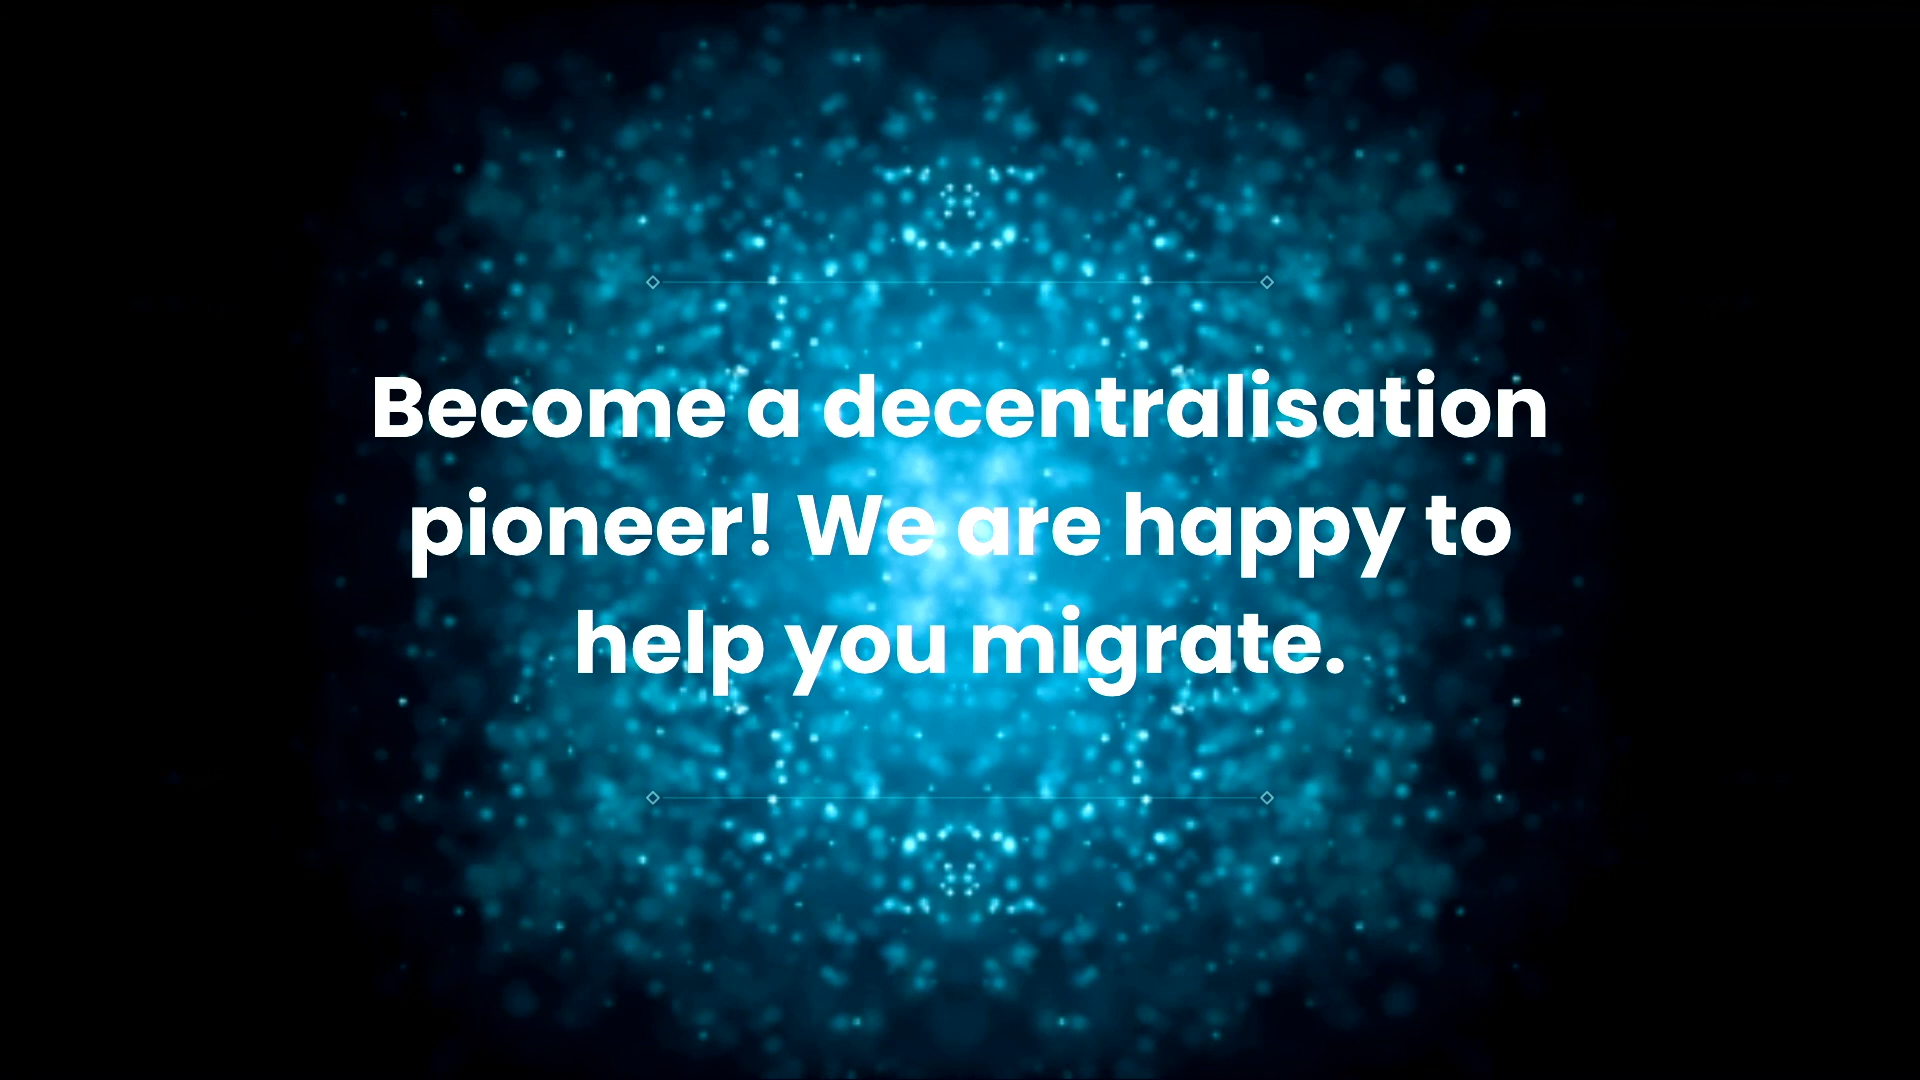 Become a decentralisation
pioneer! We are happy to
help you migrate.